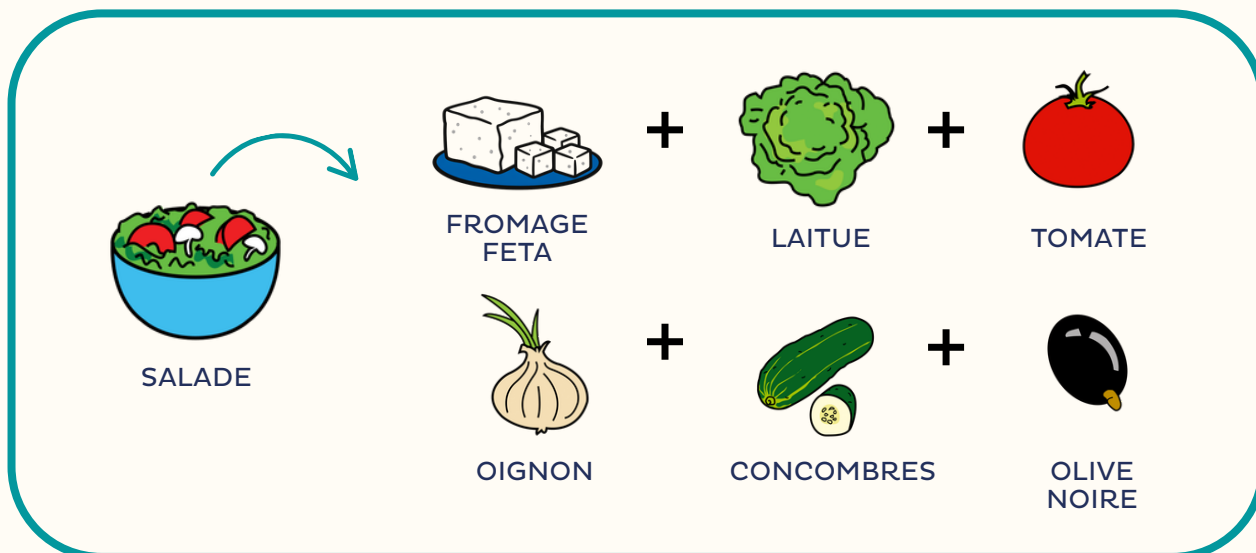 SALADE
FROMAGE
FETA
+
LAITUE
+
TOMATE
OIGNON
+
CONCOMBRES
+
OLIVE
NOIRE